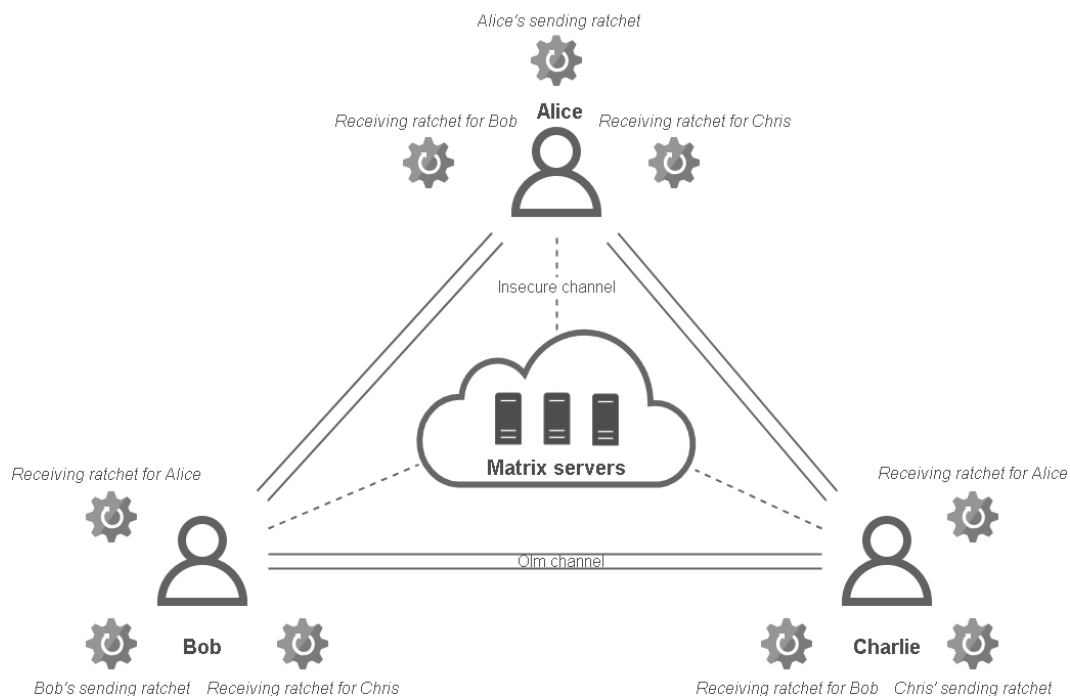 Alice's sending ratchet
Alice
Receiving ratchet for Bob
Receiving ratchet for Chris
Insecure channel
Matrix servers
Receiving ratchet for Alice
Receiving ratchet for Alice
Olm channel
Bob
Charlie
Bob's sending ratchet
Receiving ratchet for Chris
Receiving ratchet for Bob
Chris' sending ratchet